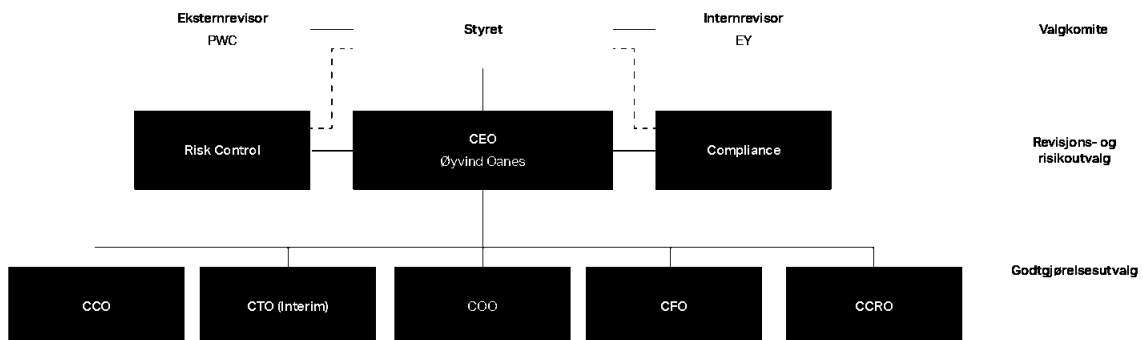 Eksternrevisor
PWC
Styret
Internrevisor
EY
Valgkomite
Risk Control
CEO
Øyvind Oanes
Compliance
Revisjons- og
risikoutvalg
Godtgjørelsesutvalg
CCO
CTO (Interim)
COO
CFO
CCRO